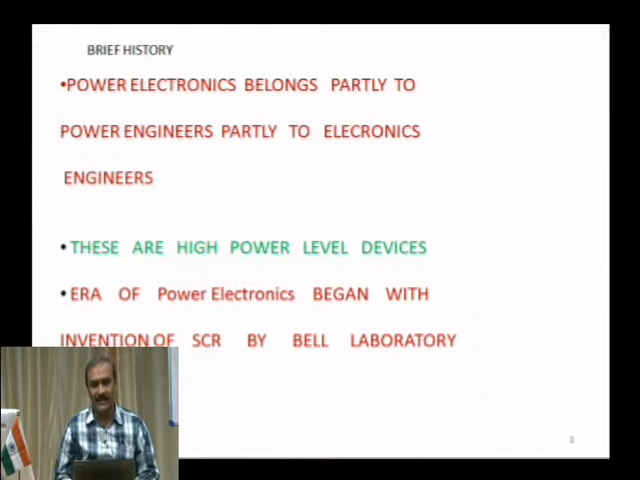 BRIEF HISTORY
•POWER ELECTRONICS BELONGS PARTLY TO
POWER ENGINEERS PARTLY TO ELECRONICS
ENGINEERS
• THESE ARE HIGH POWER LEVEL DEVICES
• ERA OF Power Electronics BEGAN WITH
INVENTION OF SCR BY BELL LABORATORY